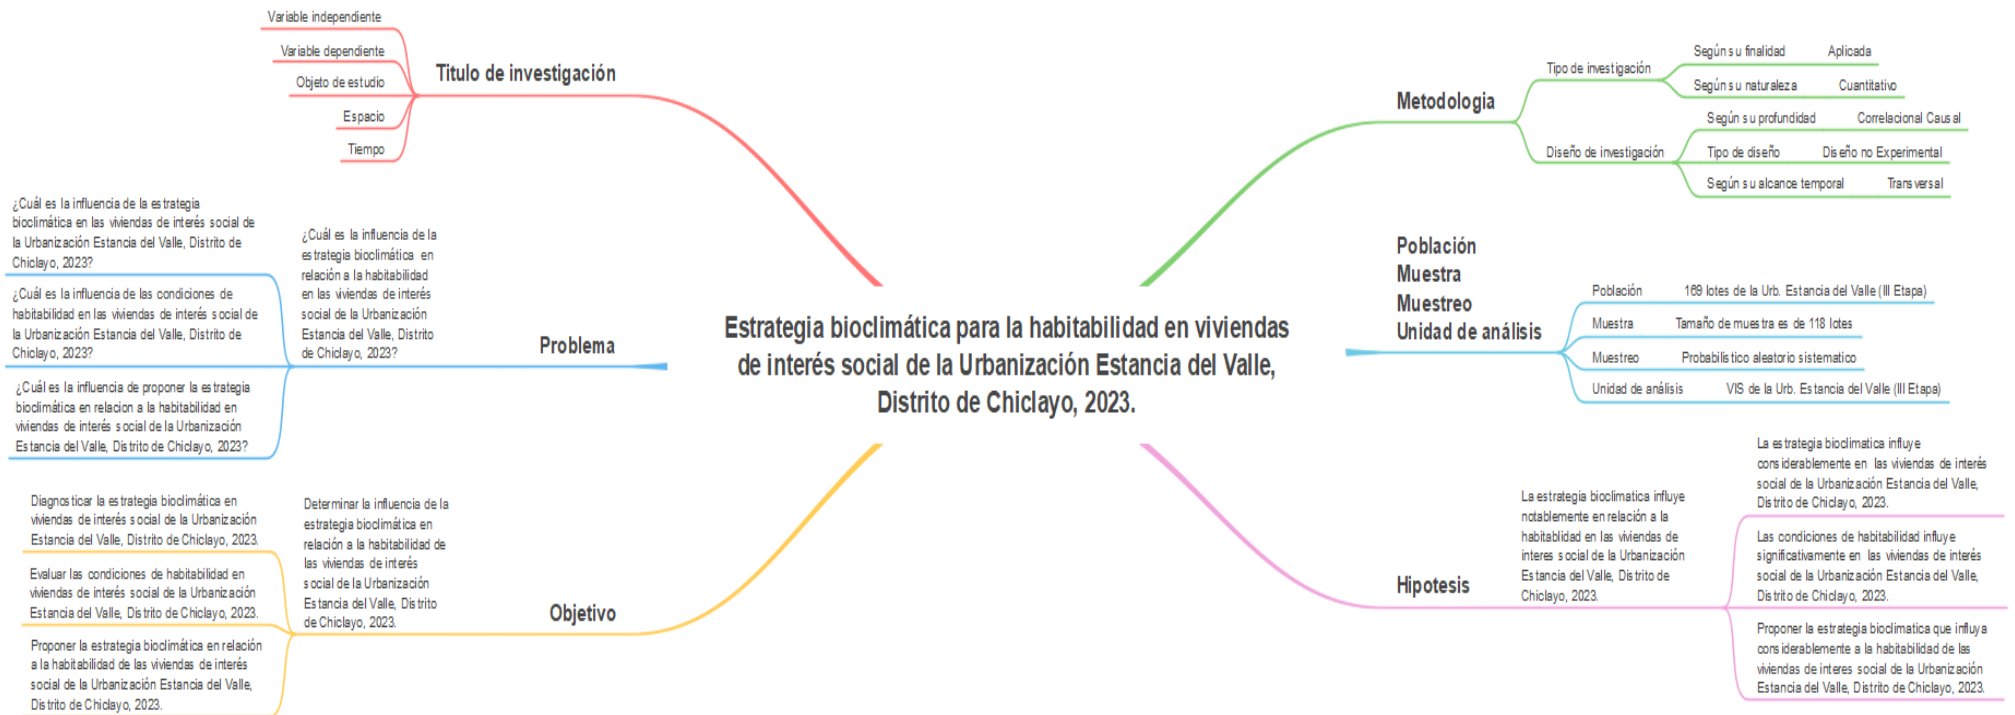 Variable independiente
Variable dependiente
Objeto de estudio
Espacio
Tiempo
Titulo de investigación
¿Cuál es la influencia de la estrategia
bioclimática en las viviendas de interés social de
la Urbanización Estancia del Valle, Distrito de
Chiclayo, 2023?
¿Cuál es la influencia de las condiciones de
habitabilidad en las viviendas de interés social de
la Urbanización Estancia del Valle, Distrito de
Chiclayo, 2023?
¿Cuál es la influencia de proponer la estrategia
bioclimática en relacion a la habitabilidad en
viviendas de interés social de la Urbanización
Estancia del Valle, Distrito de Chiclayo, 2023?
¿Cuál es la influencia de la
estrategia bioclimática en
relación a la habitabilidad
en las viviendas de interés
social de la Urbanización
Estancia del Valle, Distrito
de Chiclayo, 2023?
Problema
Diagnosticar la estrategia bioclimática en
viviendas de interés social de la Urbanización
Estancia del Valle, Distrito de Chiclayo, 2023.
Evaluar las condiciones de habitabilidad en
viviendas de interés social de la Urbanización
Estancia del Valle, Distrito de Chiclayo, 2023.
Proponer la estrategia bioclimática en relación
a la habitabilidad de las viviendas de interés
social de la Urbanización Estancia del Valle,
Distrito de Chiclayo, 2023.
Determinar la influencia de la
estrategia bioclimática en
relación a la habitabilidad de
las viviendas de interés
social de la Urbanización
Estancia del Valle, Distrito
de Chiclayo, 2023.
Objetivo
Estrategia bioclimática para la habitabilidad en viviendas
de interés social de la Urbanización Estancia del Valle,
Distrito de Chiclayo, 2023.
Metodologia
Tipo de investigación
Según su finalidad Aplicada
Según su naturaleza Cuantitativo
Diseño de investigación
Según su profundidad Correlacional Causal
Tipo de diseño Diseño no Experimental
Según su alcance temporal Transversal
Población
Muestra
Muestreo
Unidad de análisis
Población 169 lotes de la Urb. Estancia del Valle (III Etapa)
Muestra Tamaño de muestra es de 118 lotes
Muestreo Probabilistico aleatorio sistematico
Unidad de análisis VIS de la Urb. Estancia del Valle (III Etapa)
Hipotesis
La estrategia bioclimatica influye
notablemente en relación a la
habitablidad en las viviendas de
interes social de la Urbanización
Estancia del Valle, Distrito de
Chiclayo, 2023.
La estrategia bioclimatica influye
considerablemente en las viviendas de interés
social de la Urbanización Estancia del Valle,
Distrito de Chiclayo, 2023.
Las condiciones de habitabilidad influye
significativamente en las viviendas de interés
social de la Urbanización Estancia del Valle,
Distrito de Chiclayo, 2023.
Proponer la estrategia bioclimatica que influya
considerablemente a la habitabilidad de las
viviendas de interes social de la Urbanización
Estancia del Valle, Distrito de Chiclayo, 2023.